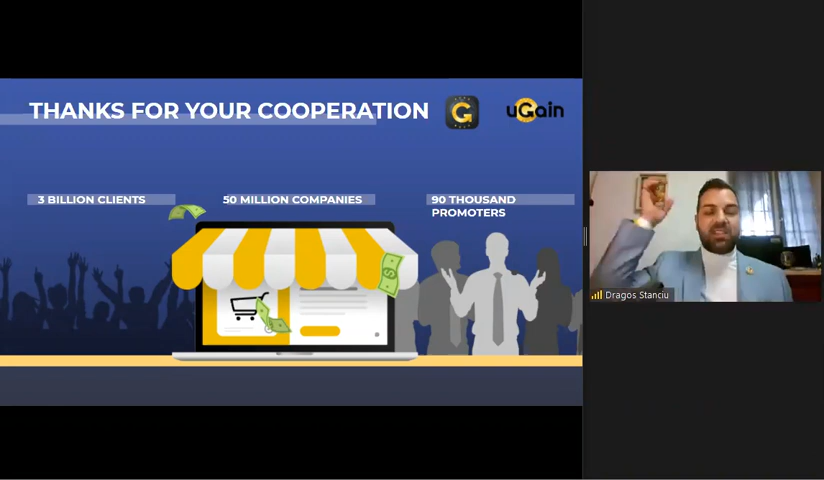 THANKS FOR YOUR COOPERATION
G
uGain
3 BILLION CLIENTS
50 MILLION COMPANIES
90 THOUSAND
PROMOTERS
$
Dragos Stanciu